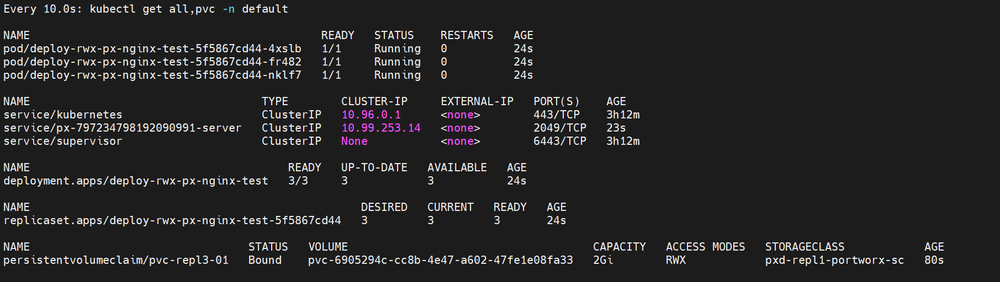 Every 10.0s: kubectl get all,pvc -n default
NAME READY STATUS RESTARTS AGE
pod/deploy-rwx-px-nginx-test-5f5867cd44-4xslb 1/1 Running 0 24s
pod/deploy-rwx-px-nginx-test-5f5867cd44-fr482 1/1 Running 0 24s
pod/deploy-rwx-px-nginx-test-5f5867cd44-nklf7 1/1 Running 0 24s
NAME TYPE CLUSTER-IP EXTERNAL-IP PORT(S) AGE
service/kubernetes ClusterIP 10.96.0.1 <none> 443/TCP 3h12m
service/px-797234798192090991-server ClusterIP 10.99.253.14 <none> 2049/TCP 23s
service/supervisor ClusterIP None <none> 6443/TCP 3h12m
NAME READY UP-TO-DATE AVAILABLE AGE
deployment.apps/deploy-rwx-px-nginx-test 3/3 3 3 24s
NAME DESIRED CURRENT READY AGE
replicaset.apps/deploy-rwx-px-nginx-test-5f5867cd44 3 3 3 24s
NAME STATUS VOLUME CAPACITY ACCESS MODES STORAGECLASS AGE
persistentvolumeclaim/pvc-repl3-01 Bound pvc-6905294c-cc8b-4e47-a602-47fe1e08fa33 2Gi RWX pxd-repl1-portworx-sc 80s